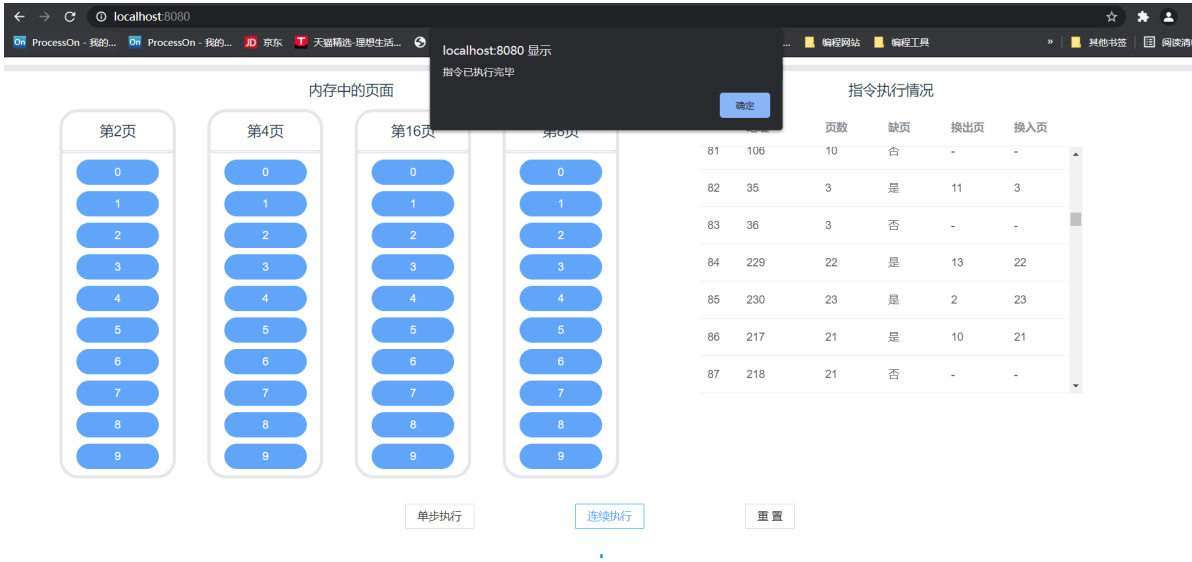 localhost:8080
On ProcessOn - 我的... On ProcessOn - 我的... JD 京东 T 天猫精选-理想生活... ... 编程网站 编程工具 » 其他书签 阅读清
localhost:8080 显示
指令已执行完毕
确定
内存中的页面
指令执行情况
第2页 第4页 第16页
页数 缺页 换出页 换入页
81 106 10 否 - -
82 35 3 是 11 3
83 36 3 否 - -
84 229 22 是 13 22
85 230 23 是 2 23
86 217 21 是 10 21
87 218 21 否 - -
0 0 0 0
1 1 1 1
2 2 2 2
3 3 3 3
4 4 4 4
5 5 5 5
6 6 6 6
7 7 7 7
8 8 8 8
9 9 9 9
单步执行 连续执行 重 置